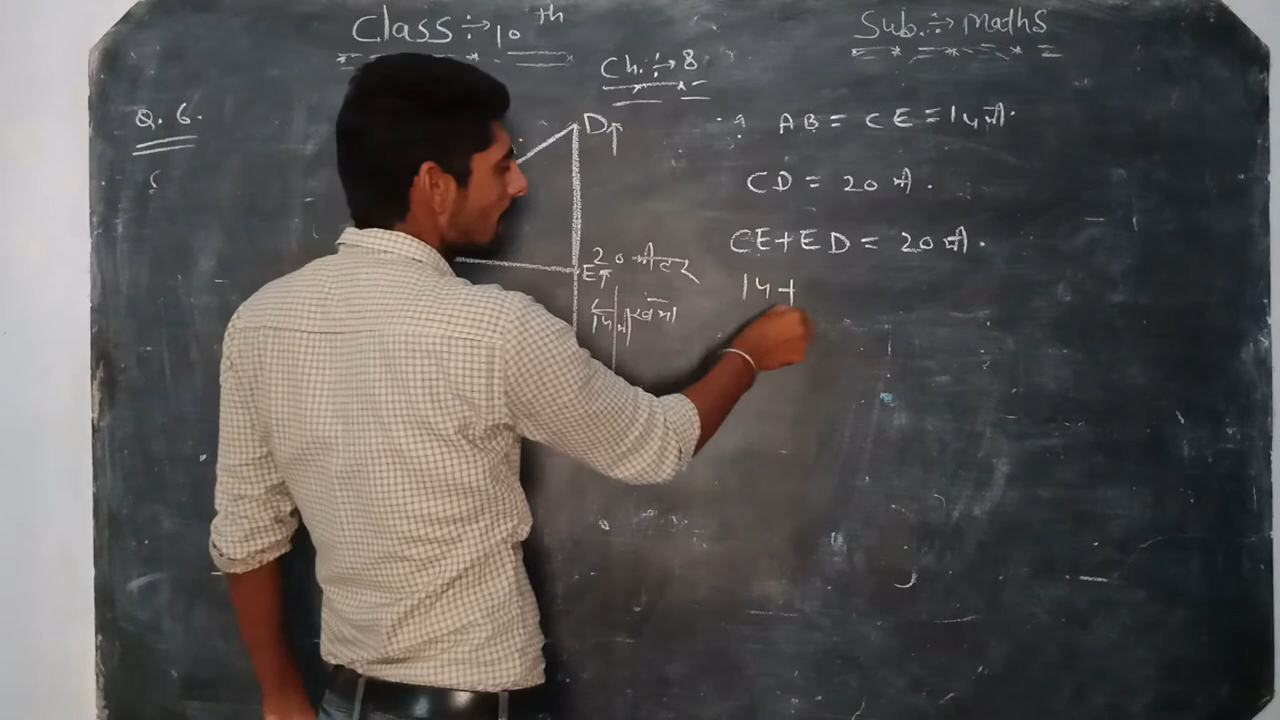 Class ÷→ 10th
Sub. ÷→ maths
Ch. ÷→ 8
Q. 6.
D↑
AB = CE = 14 मी.
CD = 20 मी.
CE+ED = 20 मी.
E↑
20 मीटर
14 मी
14+